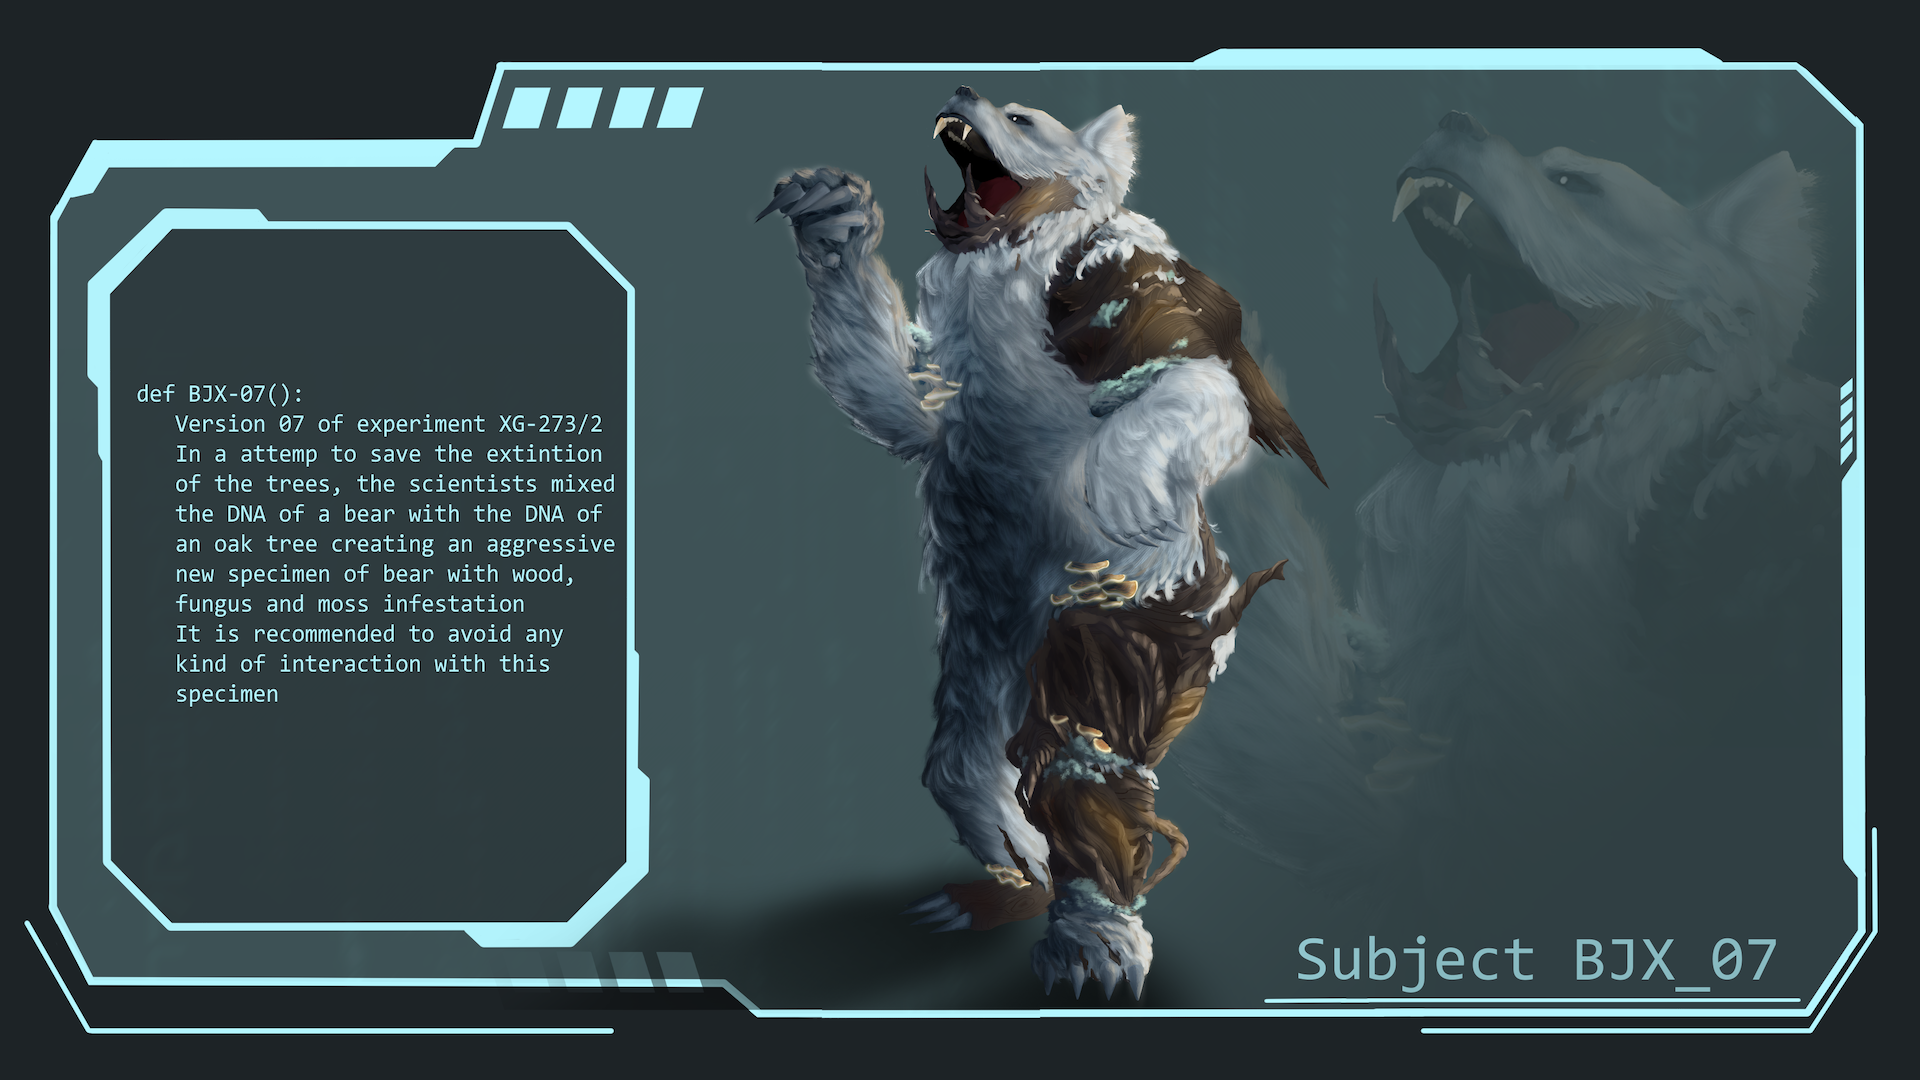 def BJX-07():
Version 07 of experiment XG-273/2
In a attemp to save the extintion
of the trees, the scientists mixed
the DNA of a bear with the DNA of
an oak tree creating an aggressive
new specimen of bear with wood,
fungus and moss infestation
It is recommended to avoid any
kind of interaction with this
specimen
Subject BJX_07